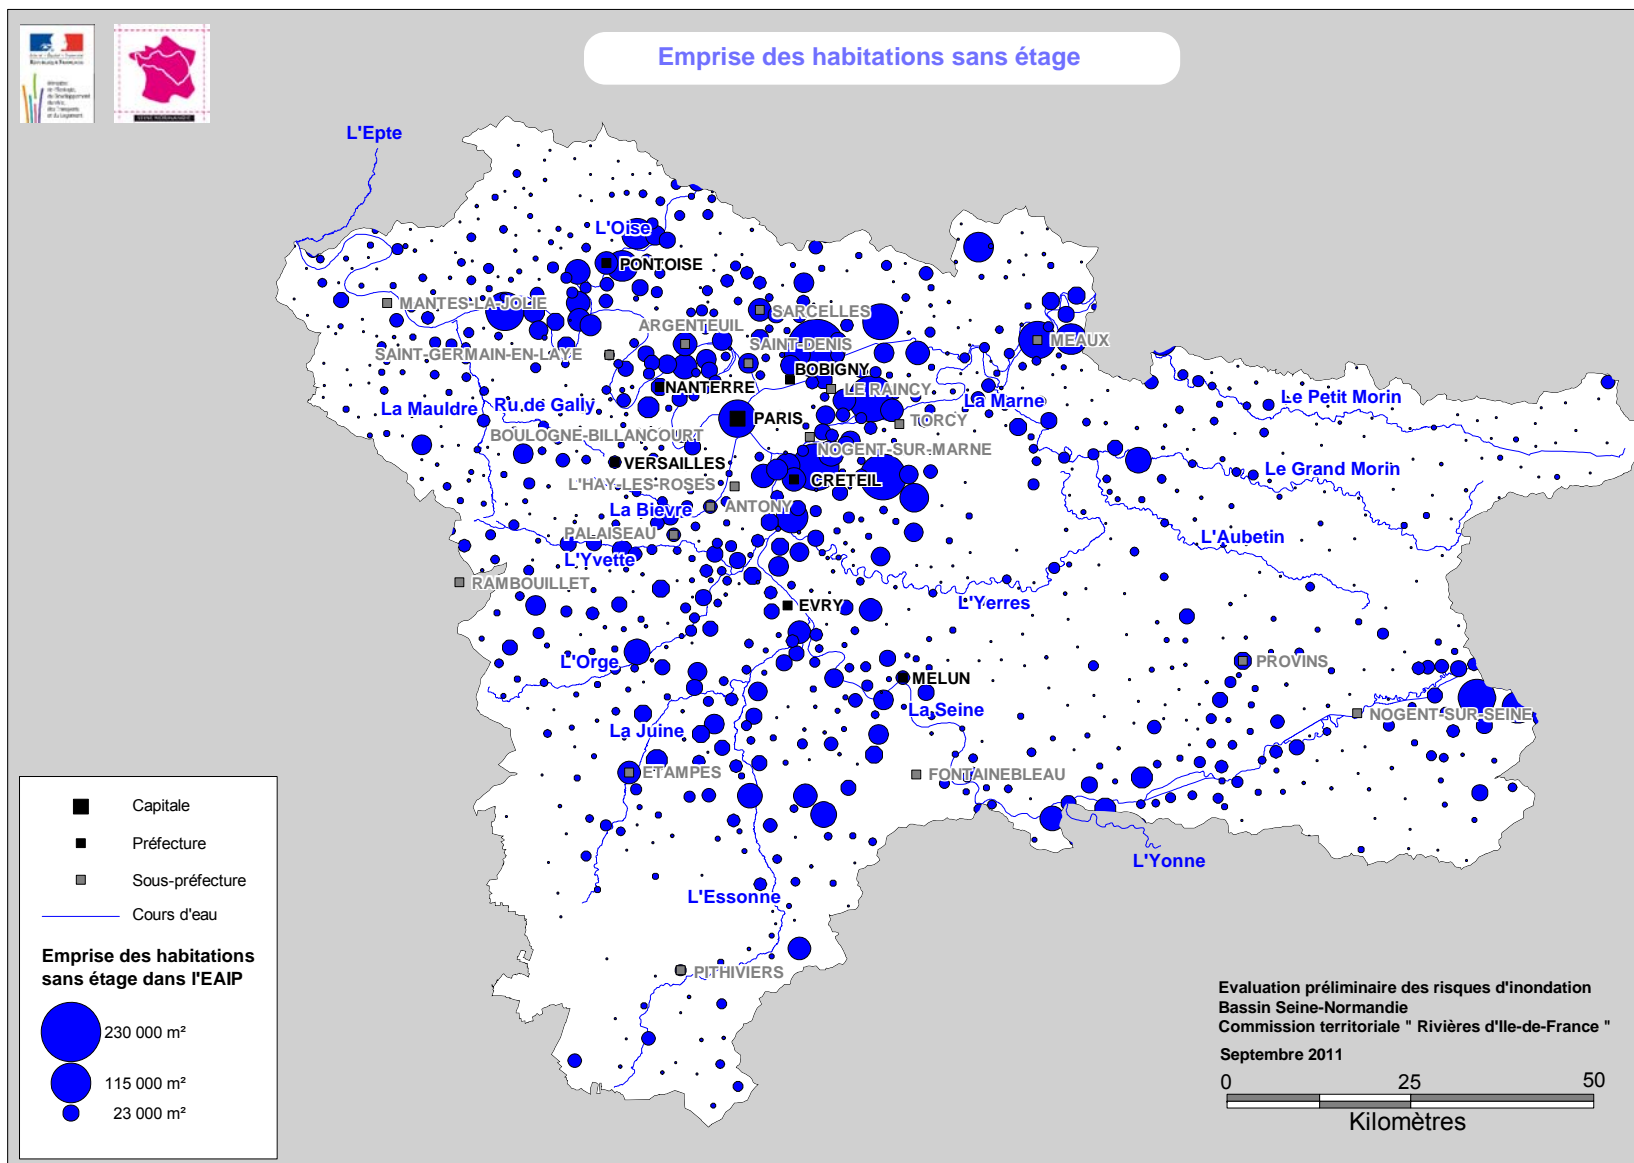 Emprise des habitations sans étage
RÉPUBLIQUE FRANÇAISE
SEINE NORMANDIE
L'Epte
L'Oise
PONTOISE
MANTES-LA-JOLIE
SARCELLES
ARGENTEUIL
SAINT-DENIS
SAINT-GERMAIN-EN-LAYE
MEAUX
BOBIGNY
NANTERRE
LE RAINCY
La Marne
Le Petit Morin
La Mauldre
Ru de Gally
PARIS
TORCY
BOULOGNE-BILLANCOURT
NOGENT-SUR-MARNE
VERSAILLES
Le Grand Morin
L'HAY-LES-ROSES
CRETEIL
La Bièvre
ANTONY
PALAISEAU
L'Aubetin
L'Yvette
RAMBOUILLET
L'Yerres
EVRY
L'Orge
PROVINS
MELUN
La Seine
NOGENT-SUR-SEINE
La Juine
ETAMPES
FONTAINEBLEAU
L'Yonne
L'Essonne
PITHIVIERS
Capitale
Préfecture
Sous-préfecture
Cours d'eau
Emprise des habitations
sans étage dans l'EAIP
230 000 m²
115 000 m²
23 000 m²
Evaluation préliminaire des risques d'inondation
Bassin Seine-Normandie
Commission territoriale " Rivières d'Ile-de-France "
Septembre 2011
0 25 50
Kilomètres